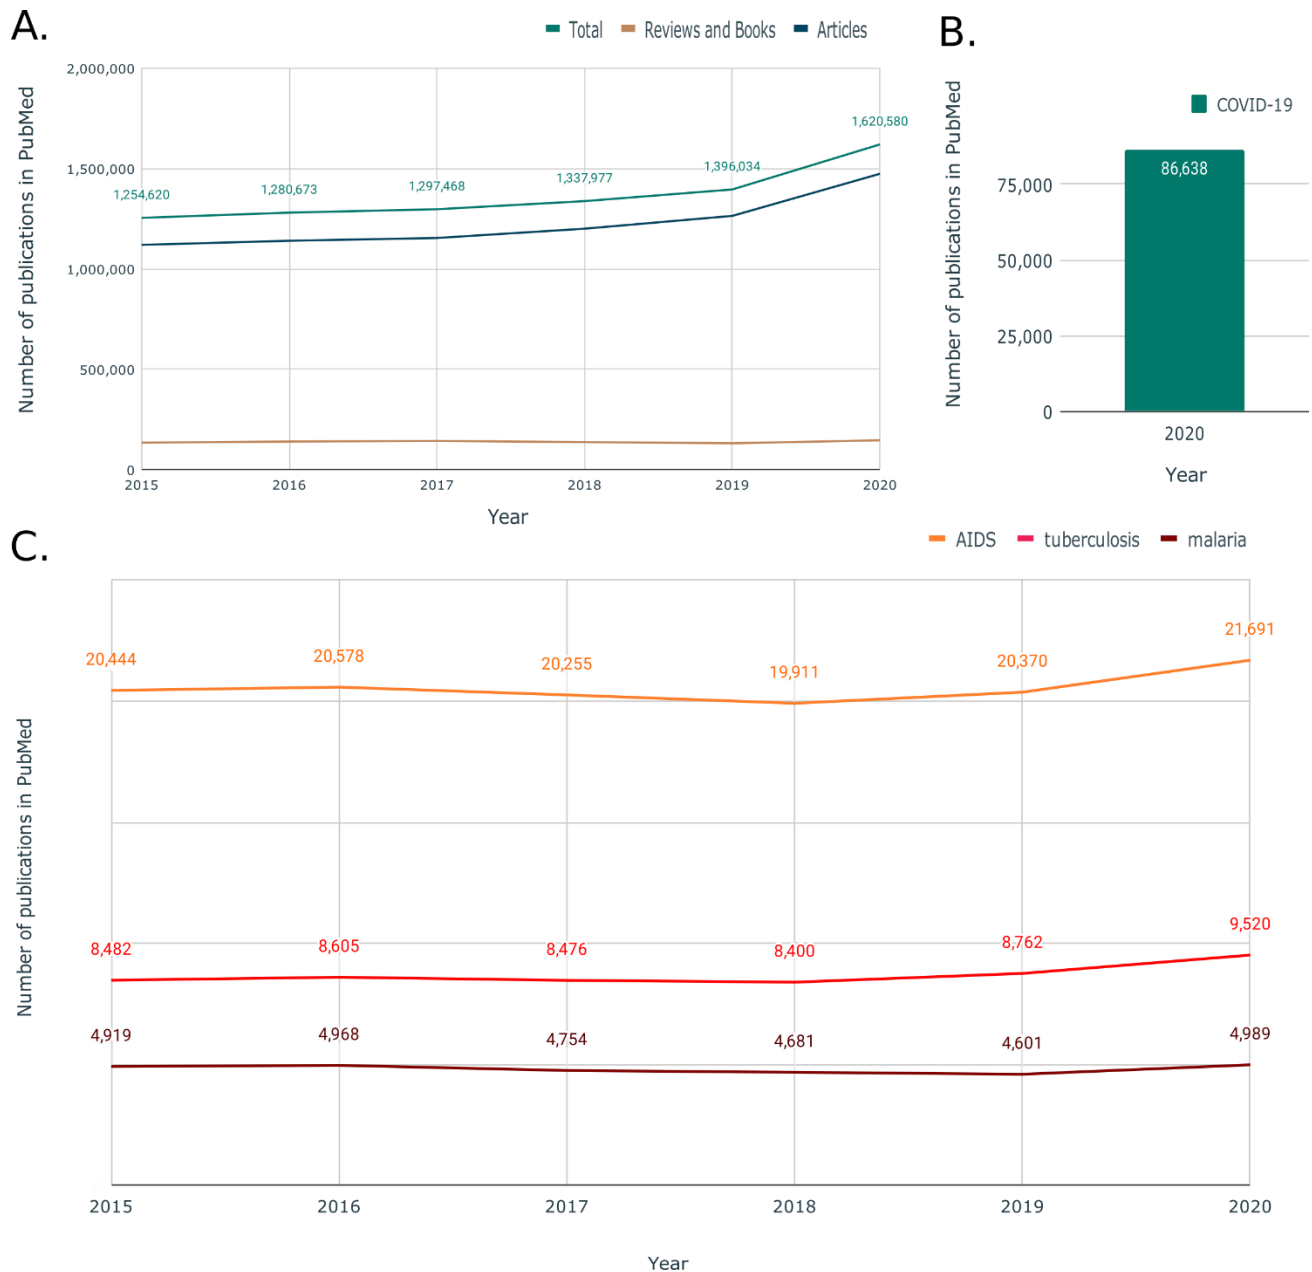 A.
Total Reviews and Books Articles
Number of publications in PubMed
2,000,000
1,500,000
1,000,000
500,000
0
1,254,620 1,280,673 1,297,468 1,337,977 1,396,034 1,620,580
2015 2016 2017 2018 2019 2020
Year
B.
COVID-19
Number of publications in PubMed
75,000
50,000
25,000
0
86,638
2020
Year
C.
AIDS tuberculosis malaria
Number of publications in PubMed
20,444 20,578 20,255 19,911 20,370 21,691
8,482 8,605 8,476 8,400 8,762 9,520
4,919 4,968 4,754 4,681 4,601 4,989
2015 2016 2017 2018 2019 2020
Year